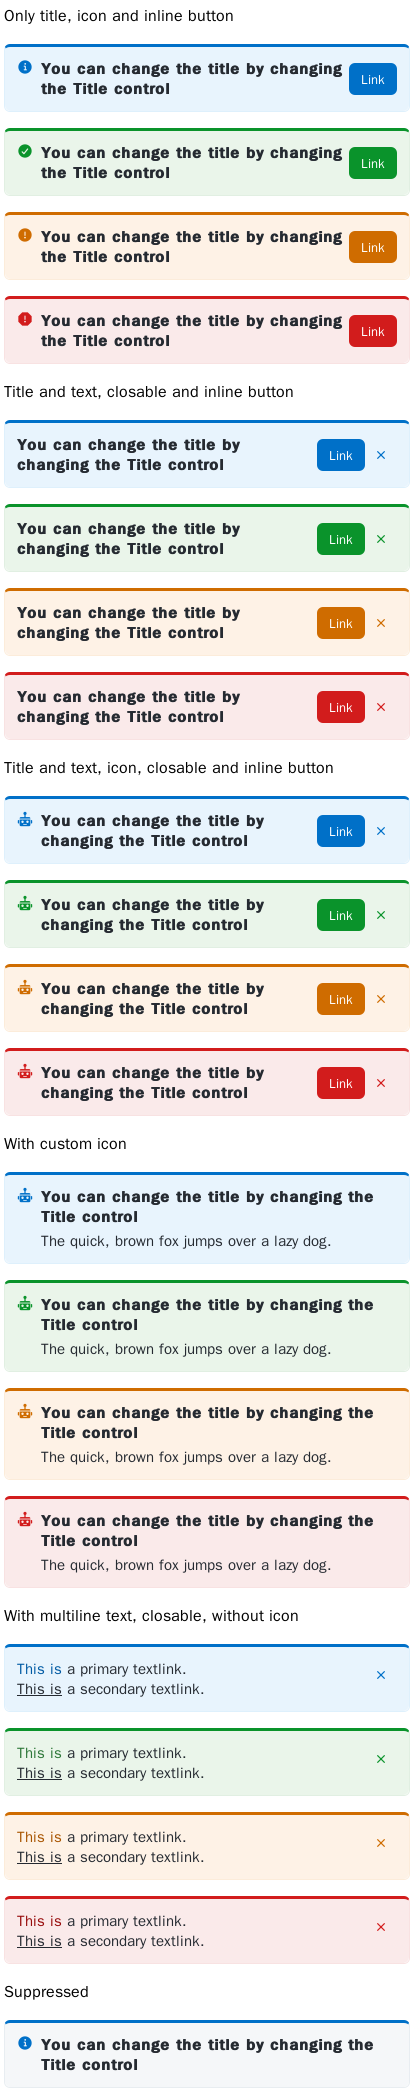 Only title, icon and inline button
You can change the title by changing
the Title control
Link
You can change the title by changing
the Title control
Link
You can change the title by changing
the Title control
Link
You can change the title by changing
the Title control
Link
Title and text, closable and inline button
You can change the title by
changing the Title control
Link
You can change the title by
changing the Title control
Link
You can change the title by
changing the Title control
Link
You can change the title by
changing the Title control
Link
Title and text, icon, closable and inline button
You can change the title by
changing the Title control
Link
You can change the title by
changing the Title control
Link
You can change the title by
changing the Title control
Link
You can change the title by
changing the Title control
Link
With custom icon
You can change the title by changing the
Title control
The quick, brown fox jumps over a lazy dog.
You can change the title by changing the
Title control
The quick, brown fox jumps over a lazy dog.
You can change the title by changing the
Title control
The quick, brown fox jumps over a lazy dog.
You can change the title by changing the
Title control
The quick, brown fox jumps over a lazy dog.
With multiline text, closable, without icon
This is a primary textlink.
This is a secondary textlink.
This is a primary textlink.
This is a secondary textlink.
This is a primary textlink.
This is a secondary textlink.
This is a primary textlink.
This is a secondary textlink.
Suppressed
You can change the title by changing the
Title control